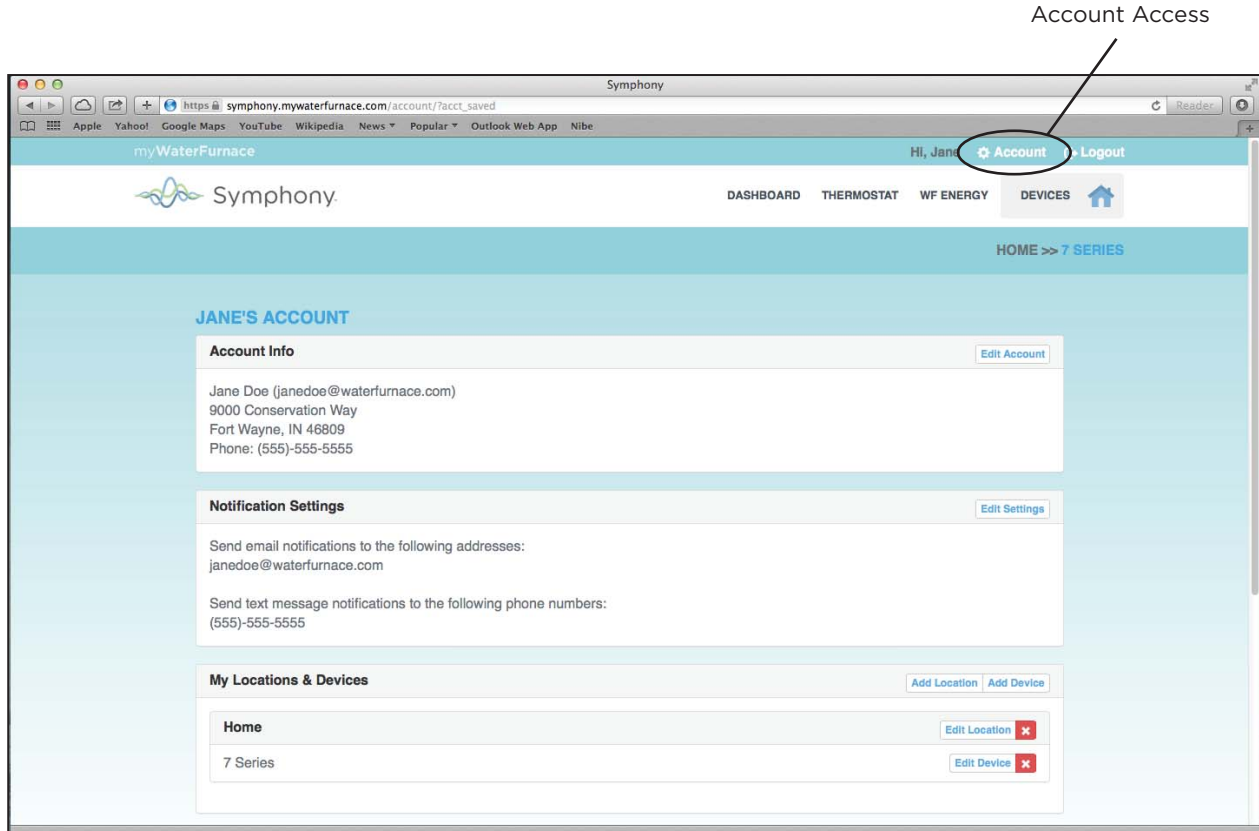 Account Access
Symphony
https symphony.mywaterfurnace.com/account/?acct_saved
Reader
Apple Yahoo! Google Maps YouTube Wikipedia News Popular Outlook Web App Nibe
myWaterFurnace Hi, Jane Account Logout
Symphony DASHBOARD THERMOSTAT WF ENERGY DEVICES
HOME >> 7 SERIES
JANE'S ACCOUNT
Account Info Edit Account
Jane Doe (janedoe@waterfurnace.com)
9000 Conservation Way
Fort Wayne, IN 46809
Phone: (555)-555-5555
Notification Settings Edit Settings
Send email notifications to the following addresses:
janedoe@waterfurnace.com
Send text message notifications to the following phone numbers:
(555)-555-5555
My Locations & Devices Add Location Add Device
Home Edit Location
7 Series Edit Device